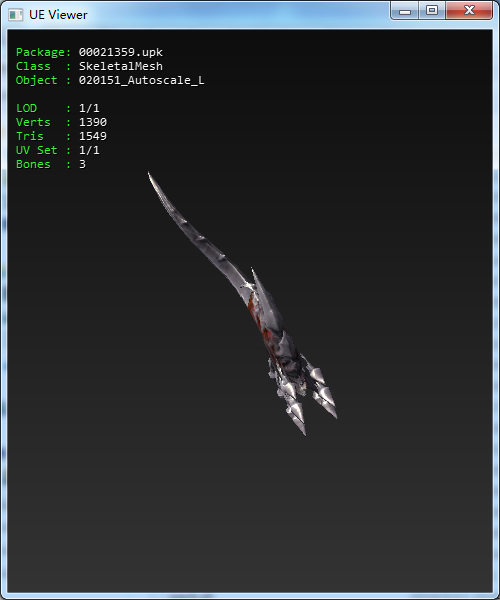 UE Viewer
Package: 00021359.upk
Class  : SkeletalMesh
Object : 020151_Autoscale_L
LOD    : 1/1
Verts  : 1390
Tris   : 1549
UV Set : 1/1
Bones  : 3